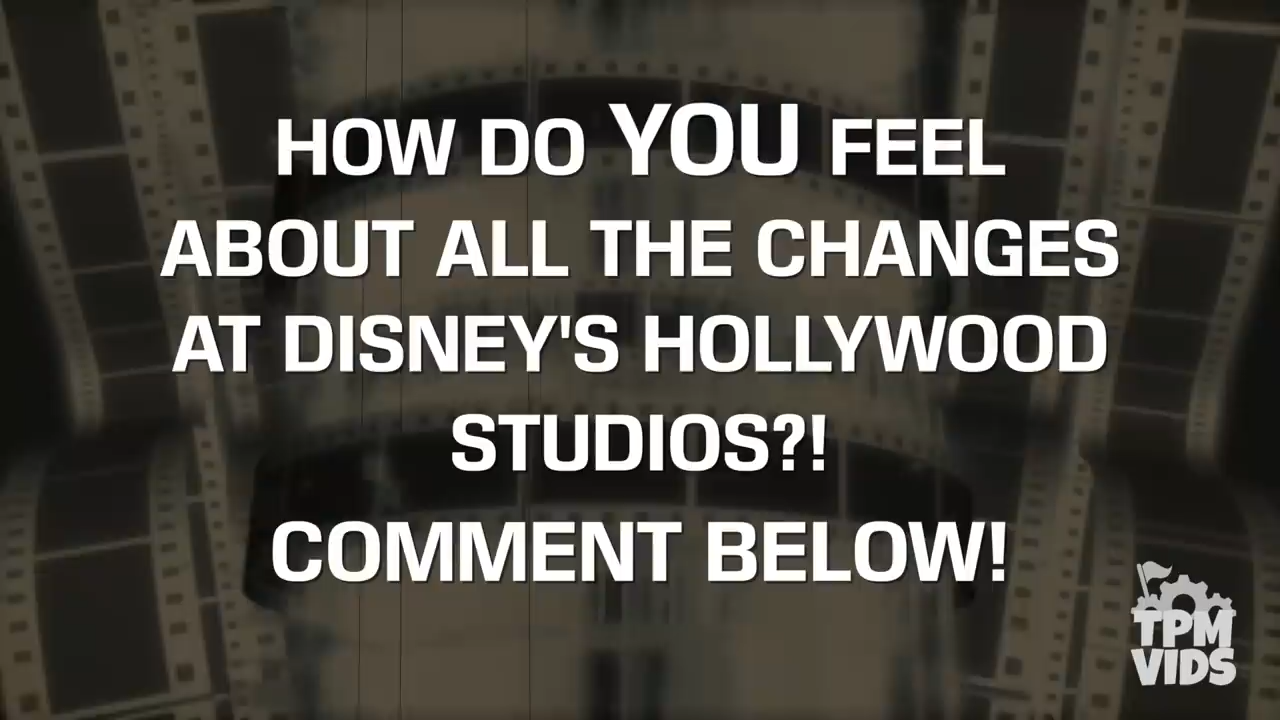 HOW DO YOU FEEL
ABOUT ALL THE CHANGES
AT DISNEY'S HOLLYWOOD
STUDIOS?!
COMMENT BELOW!
TPM
VIDS